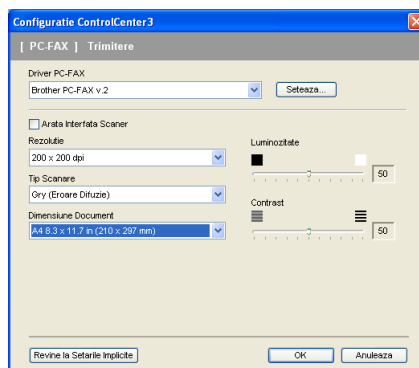 Configuratie ControlCenter3
[ PC-FAX ] Trimitere
Driver PC-FAX
Brother PC-FAX v.2
Seteaza...
Arata Interfata Scaner
Rezolutie
200 x 200 dpi
Tip Scanare
Gry (Eroare Difuzie)
Dimensiune Document
A4 8.3 x 11.7 in (210 x 297 mm)
Luminozitate
50
Contrast
50
Revine la Setarile Implicite
OK
Anuleaza